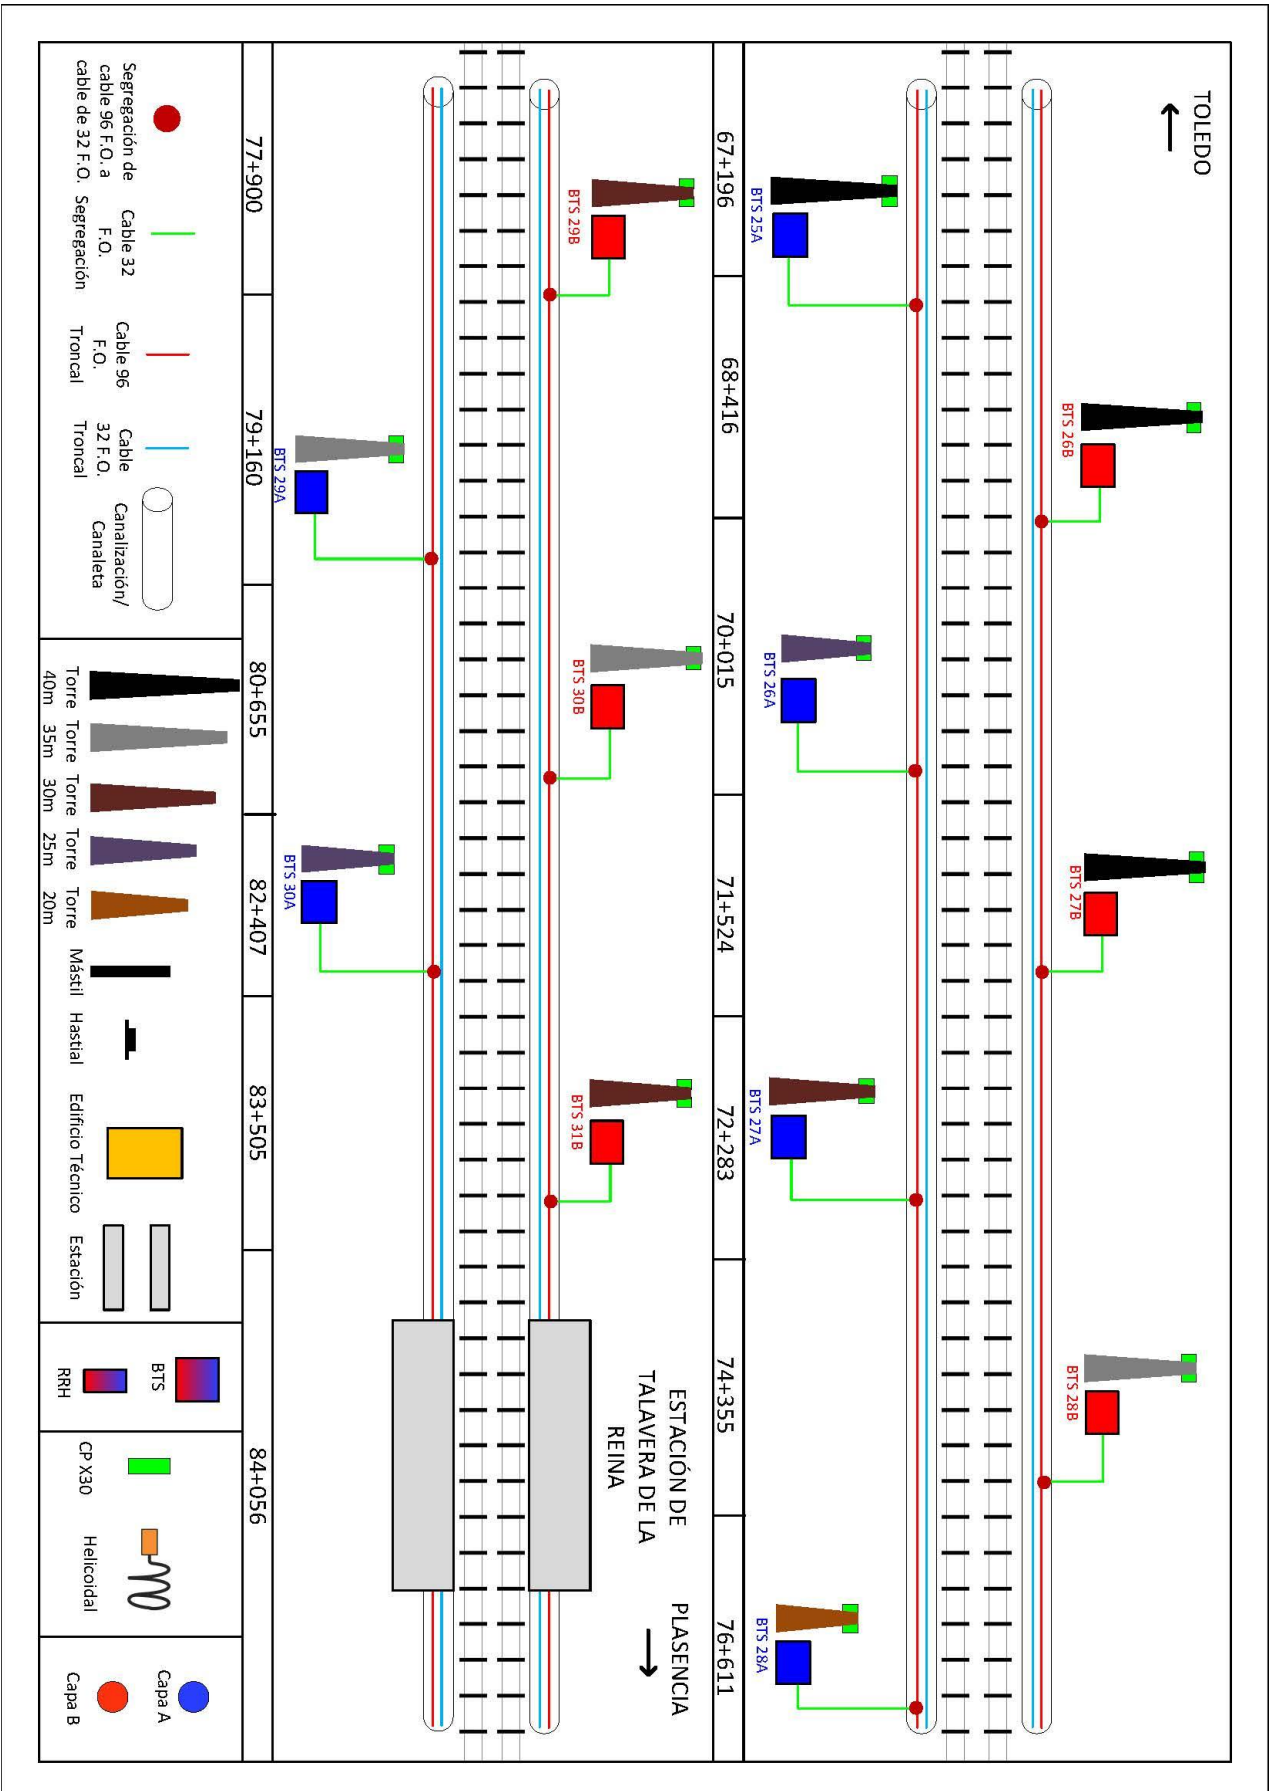 TOLEDO
BTS 26B
BTS 27B
BTS 28B
BTS 25A
BTS 26A
BTS 27A
BTS 28A
67+196
68+416
70+015
71+524
72+283
74+355
76+611
ESTACIÓN DE
TALAVERA DE LA
REINA
PLASENCIA
BTS 29B
BTS 30B
BTS 31B
BTS 29A
BTS 30A
77+900
79+160
80+655
82+407
83+505
84+056
Segregación de
cable 96 F.O. a
cable de 32 F.O.
Cable 32
F.O.
Segregación
Cable 96
F.O.
Troncal
Cable
32 F.O.
Troncal
Canalización/
Canaleta
Torre
40m
Torre
35m
Torre
30m
Torre
25m
Torre
20m
Mástil
Hastial
Edificio Técnico
Estación
BTS
RRH
CP X30
Helicoidal
Capa A
Capa B